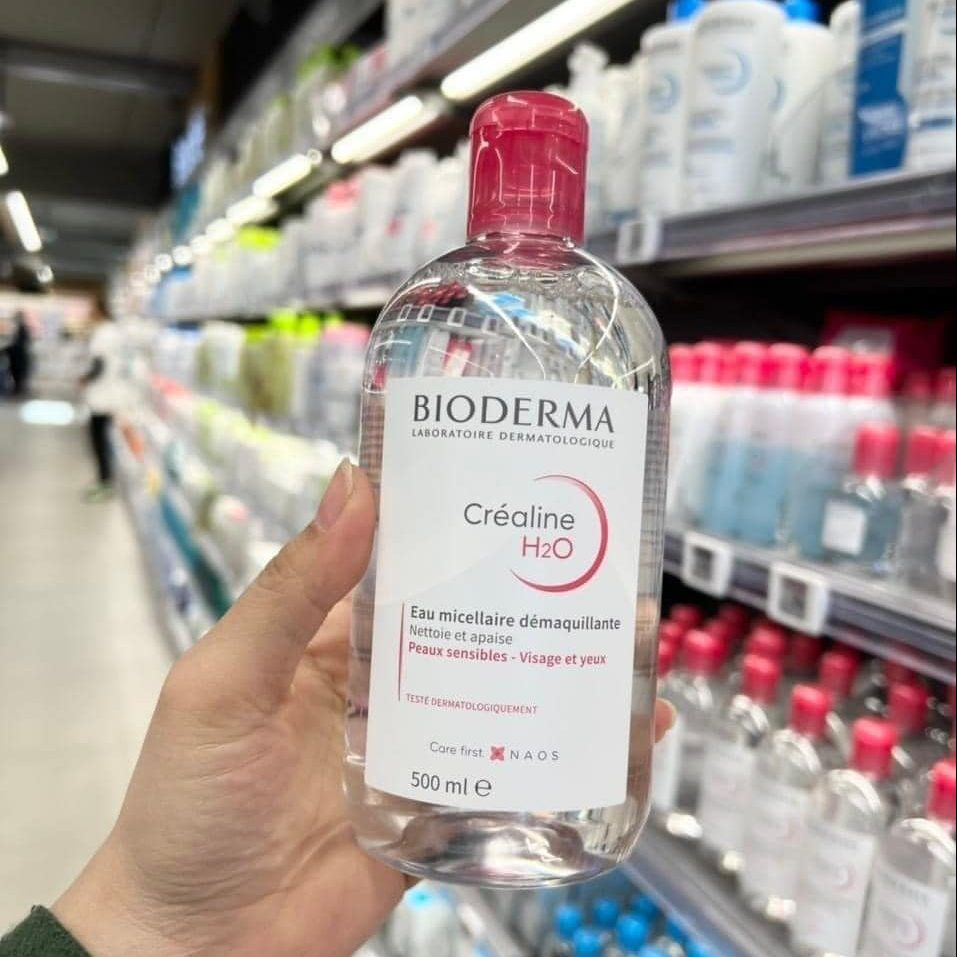 BIODERMA
LABORATOIRE DERMATOLOGIQUE
Créaline
H2O
Eau micellaire démaquillante
Nettoie et apaise
Peaux sensibles - Visage et yeux
TESTÉ DERMATOLOGIQUEMENT
Care first. NAOS
500 ml ℮
BIODERMA